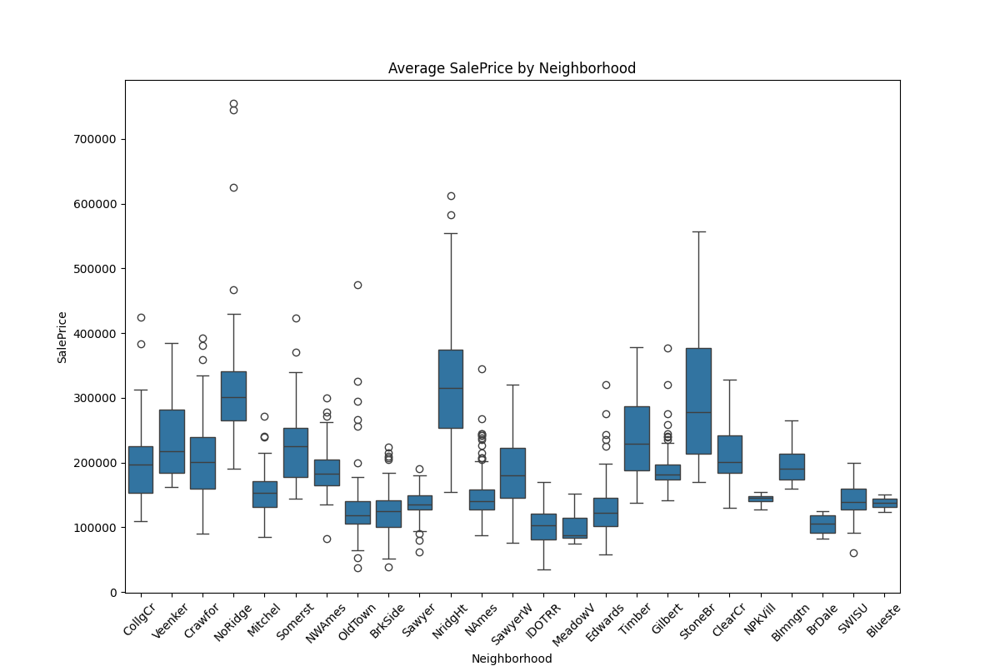 Average SalePrice by Neighborhood
SalePrice
700000
600000
500000
400000
300000
200000
100000
0
CollgCr
Veenker
Crawfor
NoRidge
Mitchel
Somerst
NWAmes
OldTown
BrkSide
Sawyer
NridgHt
NAmes
SawyerW
IDOTRR
MeadowV
Edwards
Timber
Gilbert
StoneBr
ClearCr
NPkVill
Blmngtn
BrDale
SWISU
Blueste
Neighborhood